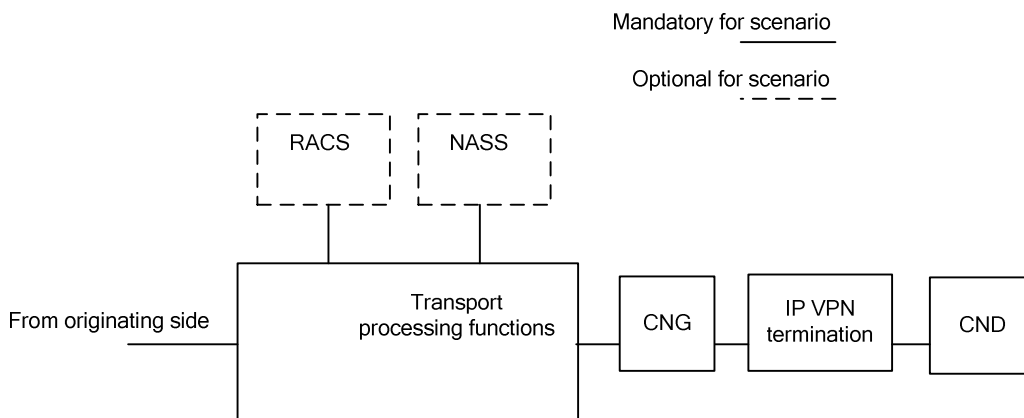 Mandatory for scenario
Optional for scenario
RACS
NASS
From originating side
Transport
processing functions
CNG
IP VPN
termination
CND